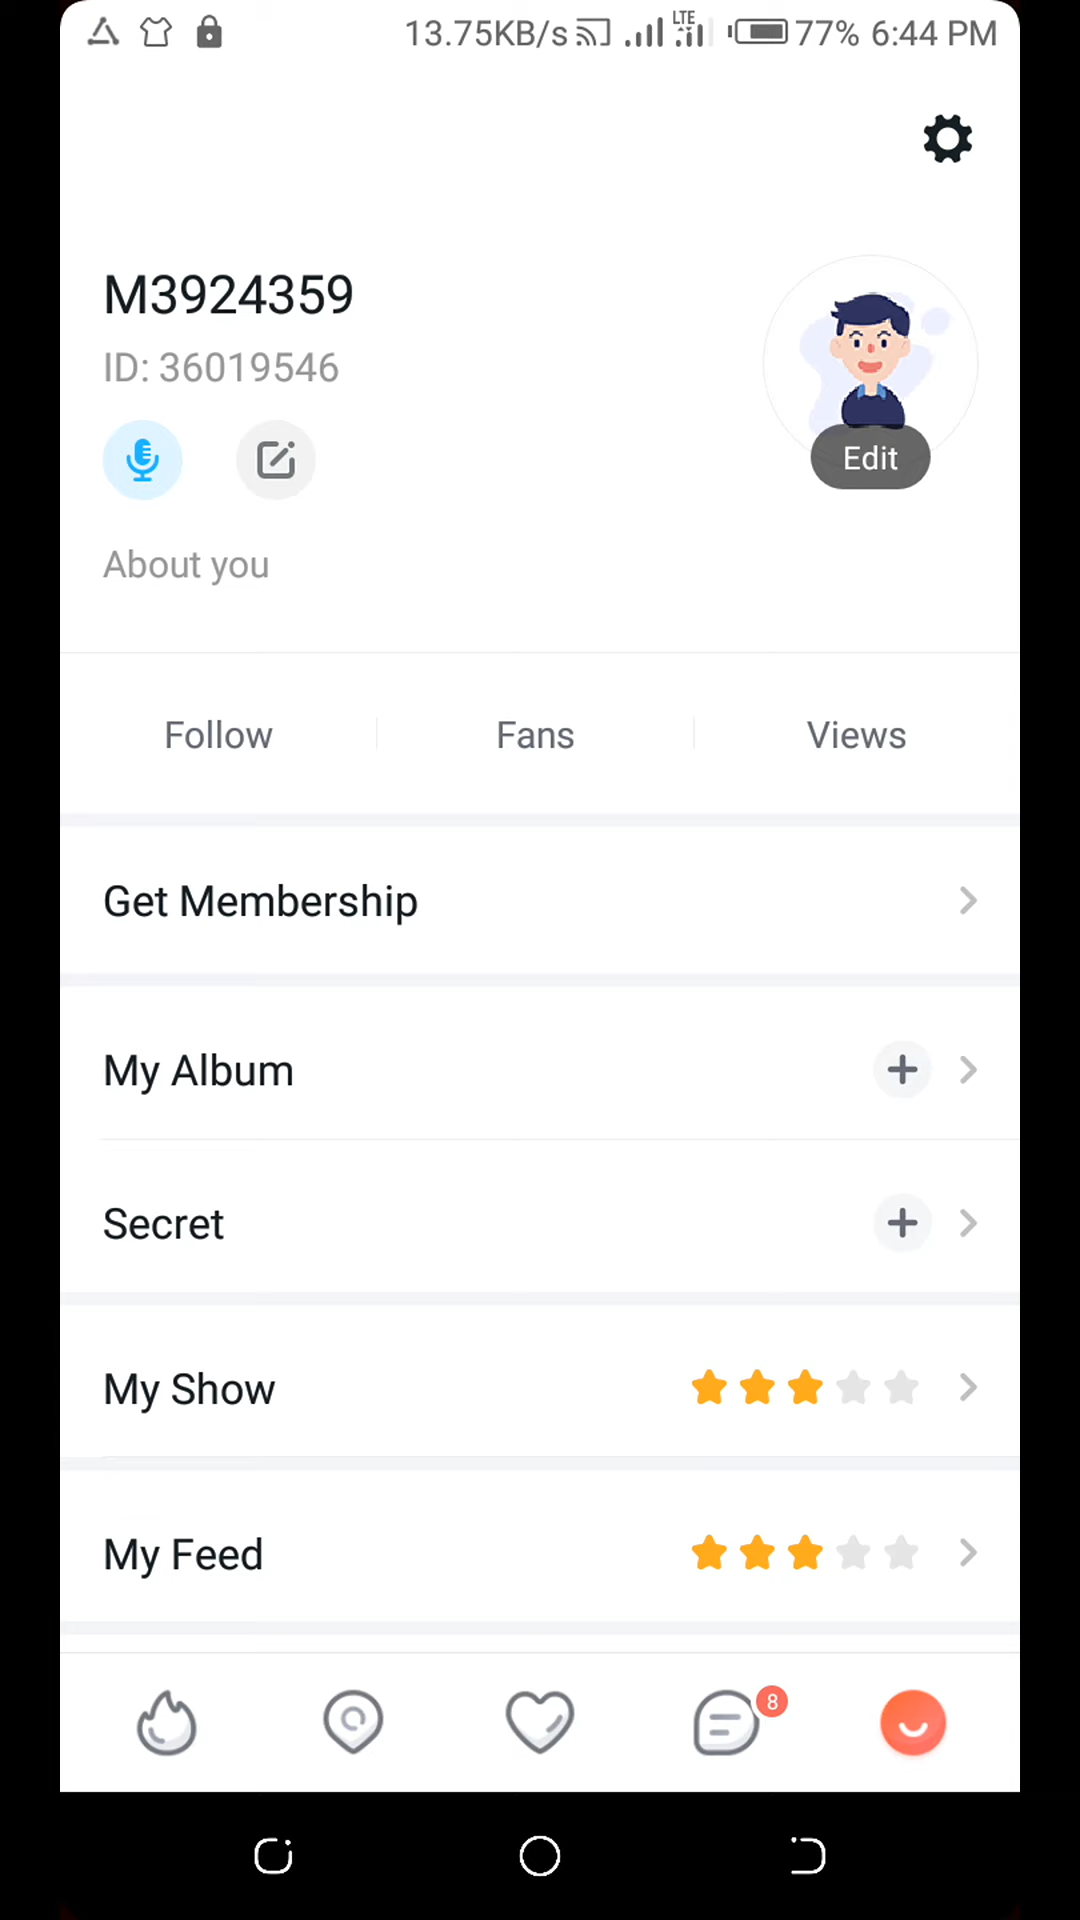 13.75KB/s LTE 77% 6:44 PM
M3924359
ID: 36019546
Edit
About you
Follow Fans Views
Get Membership
My Album
Secret
My Show
My Feed
8